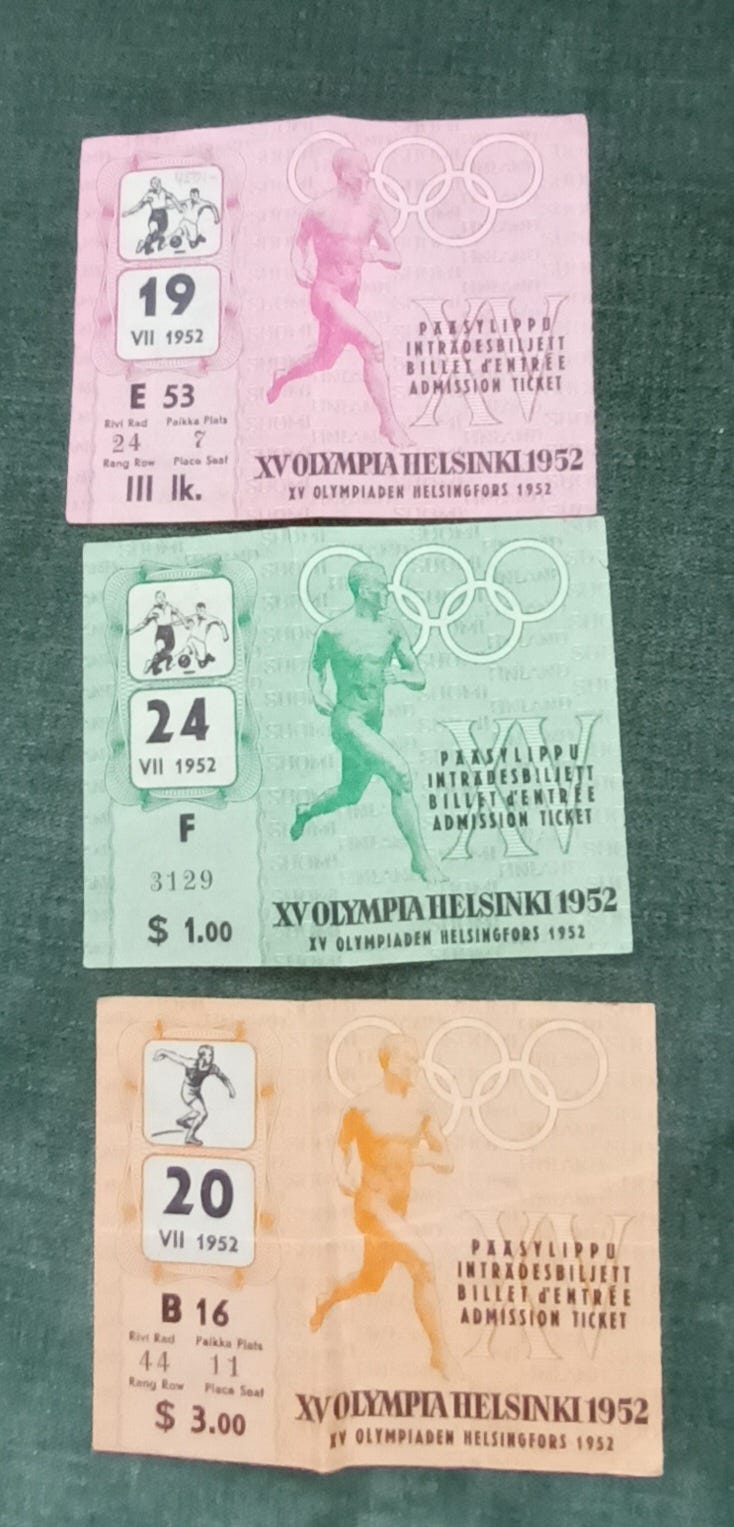 19
VII 1952
E 53
Rivi Rad Paikka Plats
24 7
Rang Row Place Seat
III lk.
XV
PÄÄSYLIPPU
INTRÄDESBILJETT
BILLET d'ENTRÉE
ADMISSION TICKET
XV OLYMPIA HELSINKI 1952
XV OLYMPIADEN HELSINGFORS 1952
24
VII 1952
F
3129
$ 1.00
XV
PÄÄSYLIPPU
INTRÄDESBILJETT
BILLET d'ENTRÉE
ADMISSION TICKET
XV OLYMPIA HELSINKI 1952
XV OLYMPIADEN HELSINGFORS 1952
20
VII 1952
B 16
Rivi Rad Paikka Plats
44 11
Rang Row Place Seat
$ 3.00
XV
PÄÄSYLIPPU
INTRÄDESBILJETT
BILLET d'ENTRÉE
ADMISSION TICKET
XV OLYMPIA HELSINKI 1952
XV OLYMPIADEN HELSINGFORS 1952